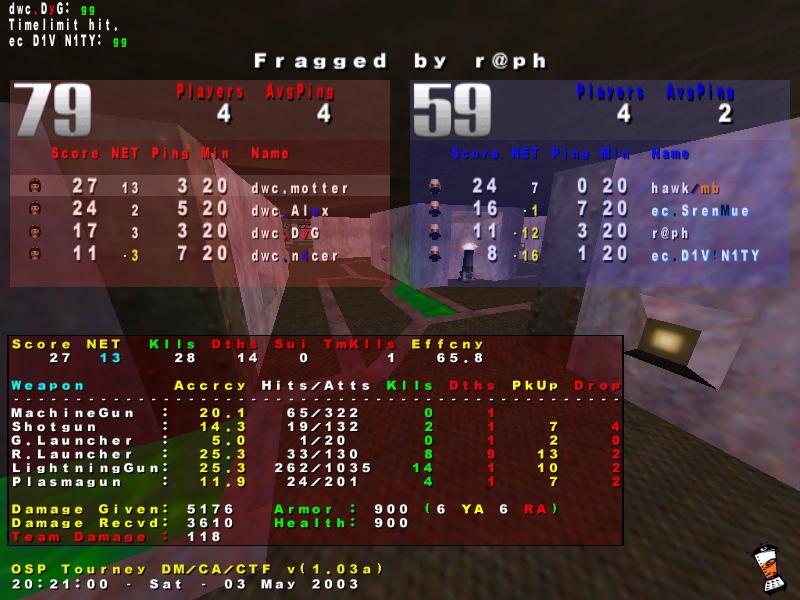 dwc.DyG: gg
Timelimit hit.
ec D1V N1TY: gg
Fragged by r@ph
79 Players AvgPing
4 4
Score NET Ping Min Name
27 13 3 20 dwc.motter
24 2 5 20 dwc.Alex
17 3 3 20 dwc.DyG
11 -3 7 20 dwc.n4cer
59 Players AvgPing
4 2
Score NET Ping Min Name
24 7 0 20 hawk/mb
16 -1 7 20 ec.SrenMue
11 -12 3 20 r@ph
8 -16 1 20 ec.D1V N1TY
Score NET Klls Dths Sui TmKlls Effcny
27 13 28 14 0 1 65.8
Weapon Accrcy Hits/Atts Klls Dths PkUp Drop
MachineGun : 20.1 65/322 0 1
Shotgun : 14.3 19/132 2 1 7 4
G.Launcher : 5.0 1/20 0 1 2 0
R.Launcher : 25.3 33/130 8 9 13 2
LightningGun: 25.3 262/1035 14 1 10 2
Plasmagun : 11.9 24/201 4 1 7 2
Damage Given: 5176 Armor : 900 (6 YA 6 RA)
Damage Recvd: 3610 Health: 900
Team Damage : 118
OSP Tourney DM/CA/CTF v(1.03a)
20:21:00 - Sat - 03 May 2003